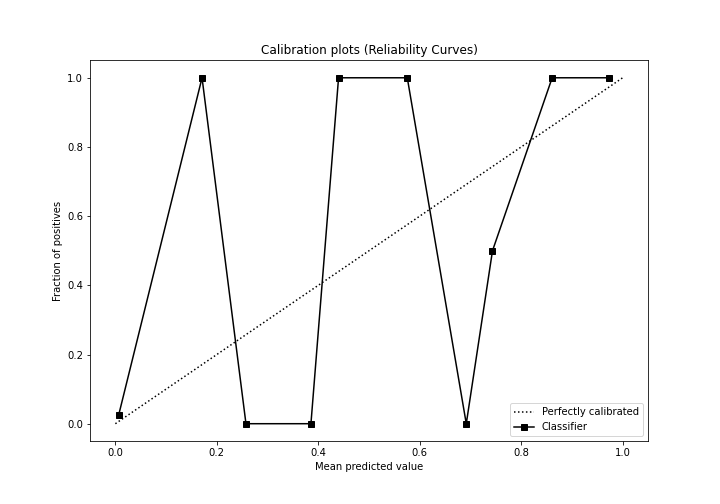 Calibration plots (Reliability Curves)
1.0
0.8
0.6
0.4
0.2
0.0
Fraction of positives
0.0 0.2 0.4 0.6 0.8 1.0
Mean predicted value
Perfectly calibrated
Classifier